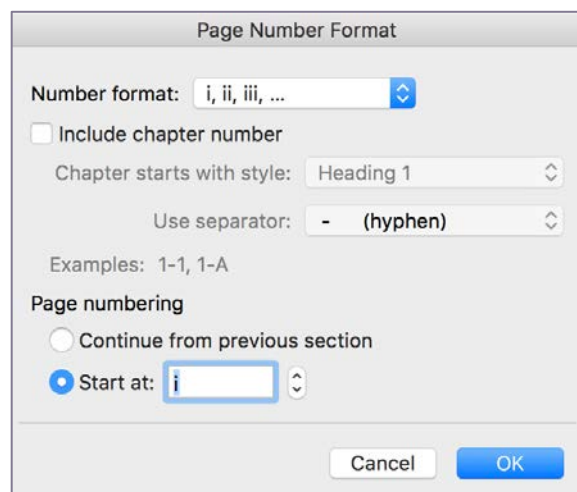 Page Number Format
Number format: i, ii, iii, ...
Include chapter number
Chapter starts with style: Heading 1
Use separator: - (hyphen)
Examples: 1-1, 1-A
Page numbering
Continue from previous section
Start at: i
Cancel OK